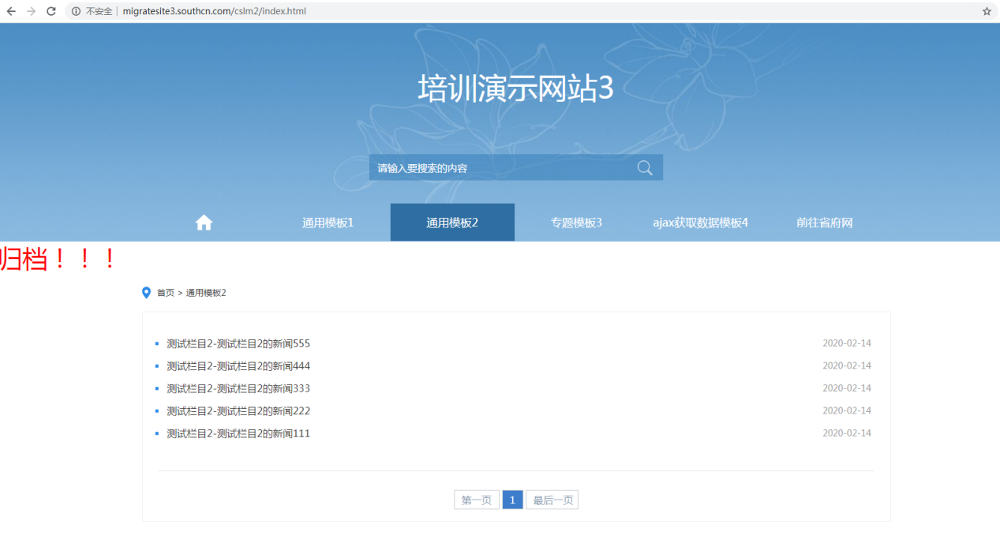 不安全 | migratesite3.southcn.com/cslm2/index.html
培训演示网站3
请输入要搜索的内容
通用模板1 通用模板2 专题模板3 ajax获取数据模板4 前往省府网
归档！！！
首页 > 通用模板2
测试栏目2-测试栏目2的新闻555 2020-02-14
测试栏目2-测试栏目2的新闻444 2020-02-14
测试栏目2-测试栏目2的新闻333 2020-02-14
测试栏目2-测试栏目2的新闻222 2020-02-14
测试栏目2-测试栏目2的新闻111 2020-02-14
第一页 1 最后一页